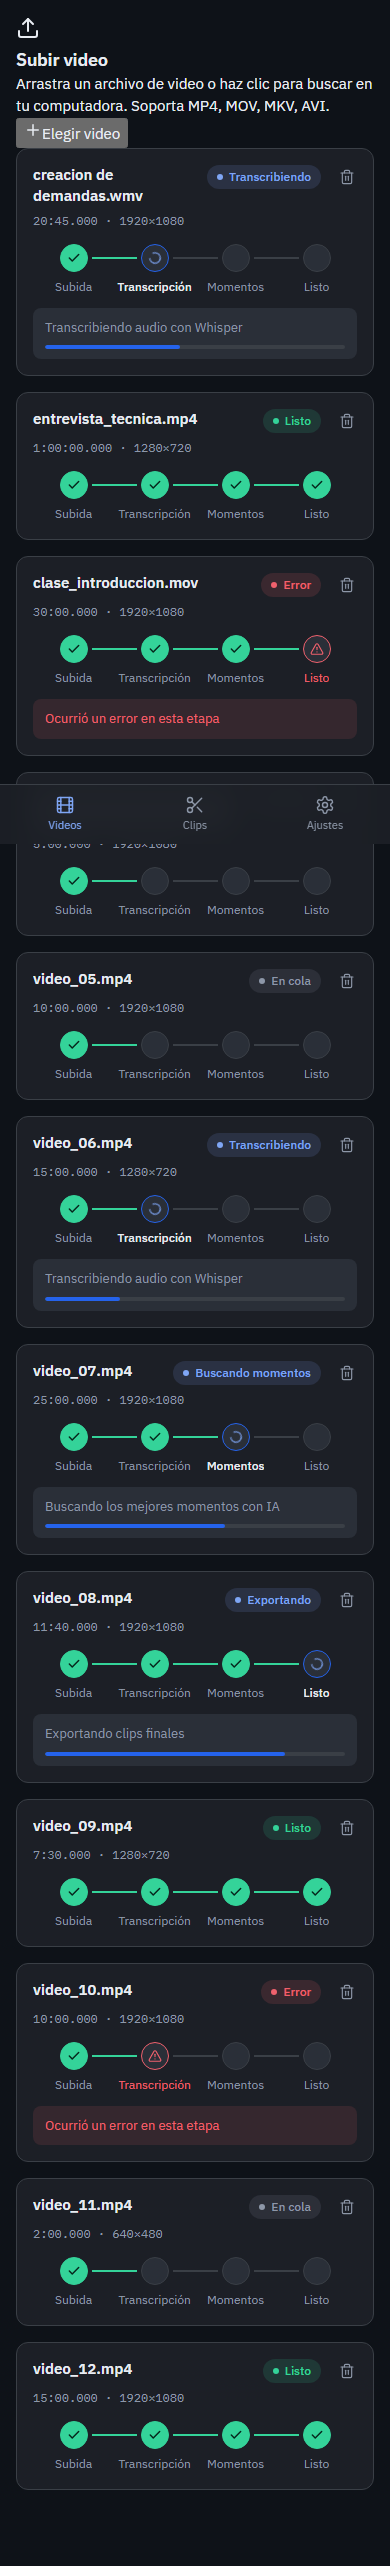 Subir video
Arrastra un archivo de video o haz clic para buscar en
tu computadora. Soporta MP4, MOV, MKV, AVI.
+ Elegir video
creacion de
demandas.wmv
Transcribiendo
20:45.000 · 1920×1080
Subida Transcripción Momentos Listo
Transcribiendo audio con Whisper
entrevista_tecnica.mp4 Listo
1:00:00.000 · 1280×720
Subida Transcripción Momentos Listo
clase_introduccion.mov Error
30:00.000 · 1920×1080
Subida Transcripción Momentos Listo
Ocurrió un error en esta etapa
Videos Clips Ajustes
5:00.000 · 1920×1080
Subida Transcripción Momentos Listo
video_05.mp4 En cola
10:00.000 · 1920×1080
Subida Transcripción Momentos Listo
video_06.mp4 Transcribiendo
15:00.000 · 1280×720
Subida Transcripción Momentos Listo
Transcribiendo audio con Whisper
video_07.mp4 Buscando momentos
25:00.000 · 1920×1080
Subida Transcripción Momentos Listo
Buscando los mejores momentos con IA
video_08.mp4 Exportando
11:40.000 · 1920×1080
Subida Transcripción Momentos Listo
Exportando clips finales
video_09.mp4 Listo
7:30.000 · 1280×720
Subida Transcripción Momentos Listo
video_10.mp4 Error
10:00.000 · 1920×1080
Subida Transcripción Momentos Listo
Ocurrió un error en esta etapa
video_11.mp4 En cola
2:00.000 · 640×480
Subida Transcripción Momentos Listo
video_12.mp4 Listo
15:00.000 · 1920×1080
Subida Transcripción Momentos Listo